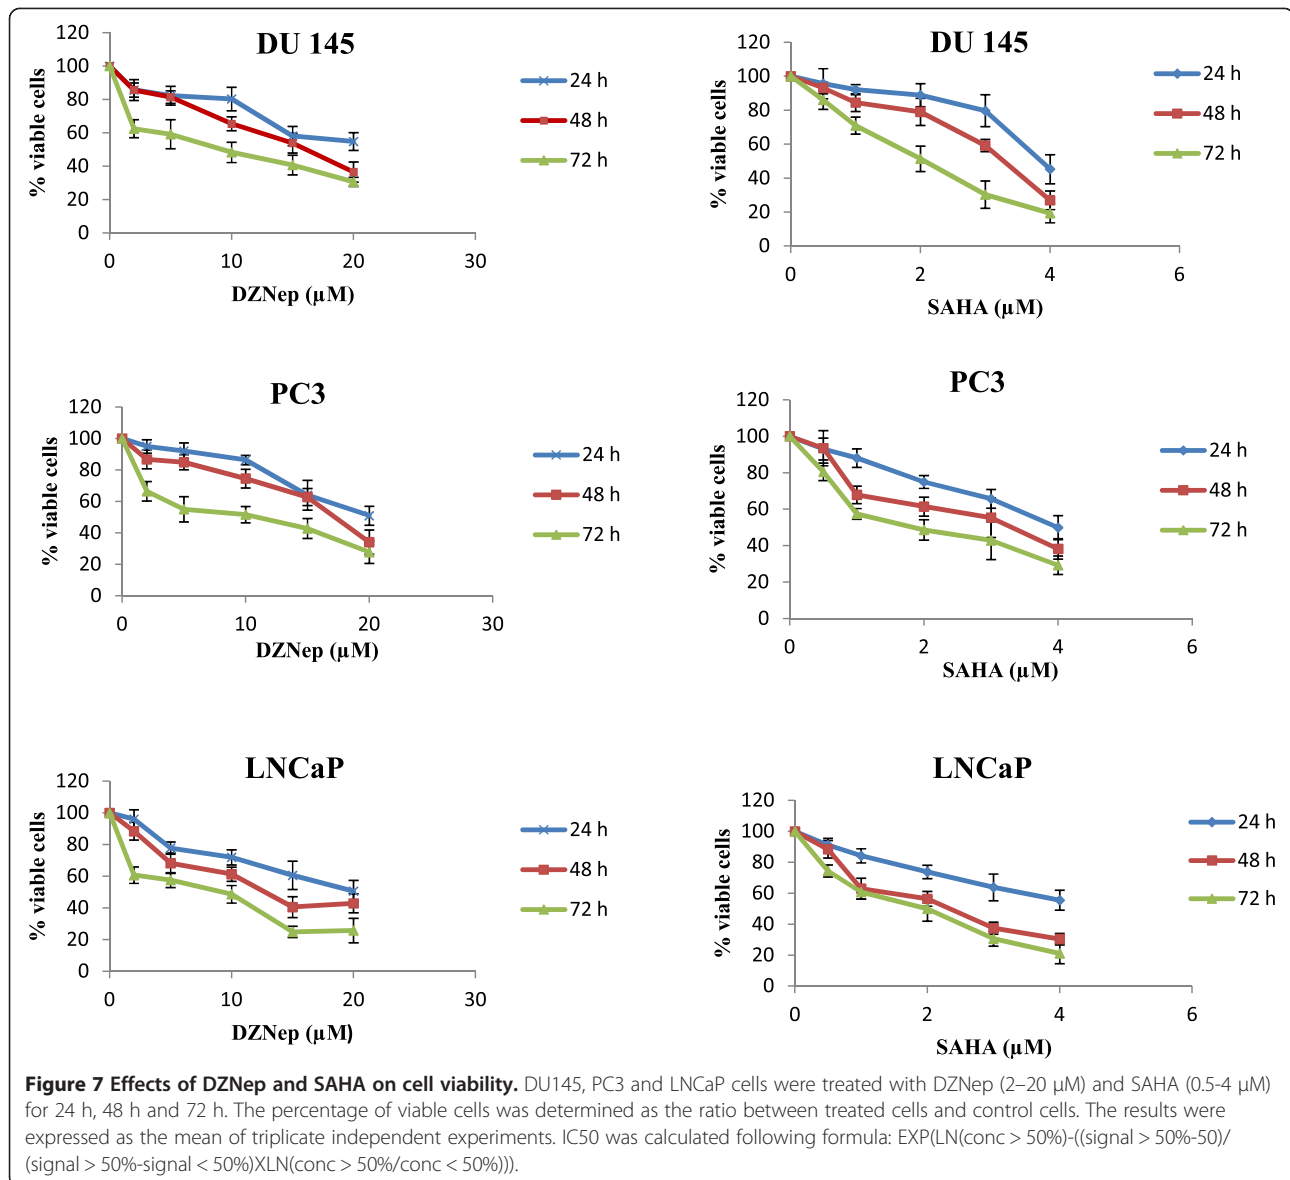 DU 145
120
100
80
60
40
20
0
% viable cells
0 10 20 30
DZNep (µM)
24 h
48 h
72 h
DU 145
120
100
80
60
40
20
0
% viable cells
0 2 4 6
SAHA (µM)
24 h
48 h
72 h
PC3
120
100
80
60
40
20
0
% viable cells
0 10 20 30
DZNep (µM)
24 h
48 h
72 h
PC3
120
100
80
60
40
20
0
% viable cells
0 2 4 6
SAHA (µM)
24 h
48 h
72 h
LNCaP
120
100
80
60
40
20
0
% viable cells
0 10 20 30
DZNep (µM)
24 h
48 h
72 h
LNCaP
120
100
80
60
40
20
0
% viable cells
0 2 4 6
SAHA (µM)
24 h
48 h
72 h
Figure 7 Effects of DZNep and SAHA on cell viability. DU145, PC3 and LNCaP cells were treated with DZNep (2–20 µM) and SAHA (0.5-4 µM)
for 24 h, 48 h and 72 h. The percentage of viable cells was determined as the ratio between treated cells and control cells. The results were
expressed as the mean of triplicate independent experiments. IC50 was calculated following formula: EXP(LN(conc > 50%)-((signal > 50%-50)/
(signal > 50%-signal < 50%)XLN(conc > 50%/conc < 50%))).